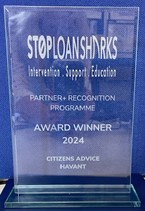 STOPLOANSHARKS
Intervention . Support . Education
PARTNER+ RECOGNITION
PROGRAMME
AWARD WINNER
2024
CITIZENS ADVICE
HAVANT